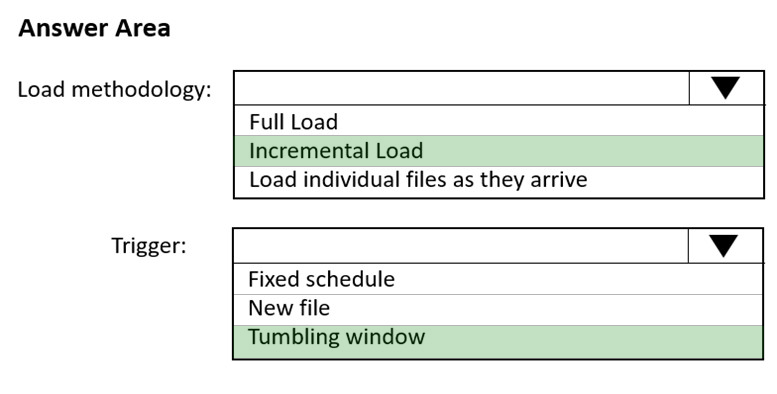 Answer Area
Load methodology:
Full Load
Incremental Load
Load individual files as they arrive
Trigger:
Fixed schedule
New file
Tumbling window